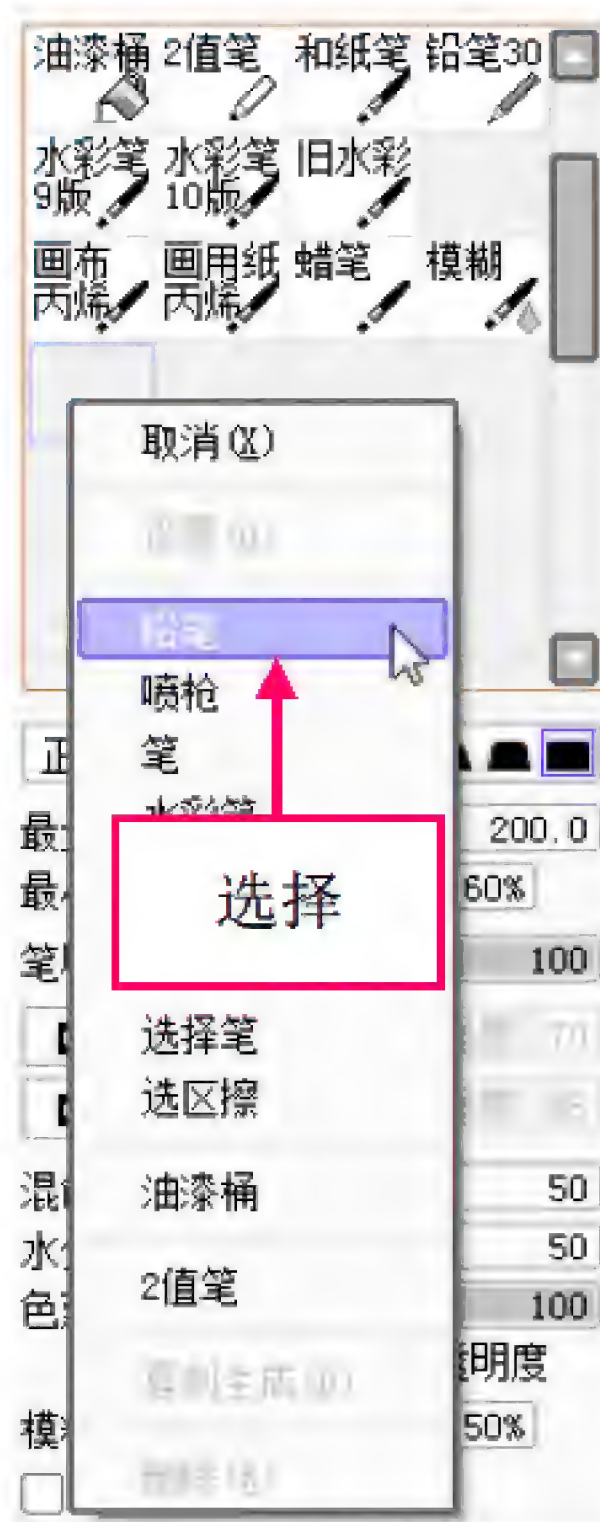 油漆桶 2值笔 和纸笔 铅笔30
水彩笔 水彩笔 旧水彩
9版 10版
画布 画用纸 蜡笔 模糊
丙烯 丙烯
取消(X)
铅笔
喷枪
笔
水彩笔
选择
200.0
60%
100
选择笔
选区擦
油漆桶
50
50
2值笔
100
明度
50%